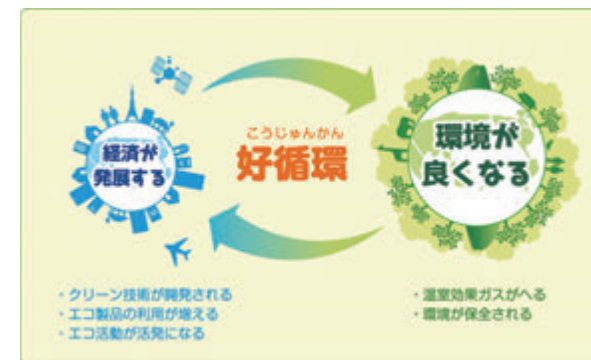 こうじゅんかん
好循環
経済が
発展する
環境が
良くなる
・クリーン技術が開発される
・エコ製品の利用が増える
・エコ活動が活発になる
・温室効果ガスがへる
・環境が保全される